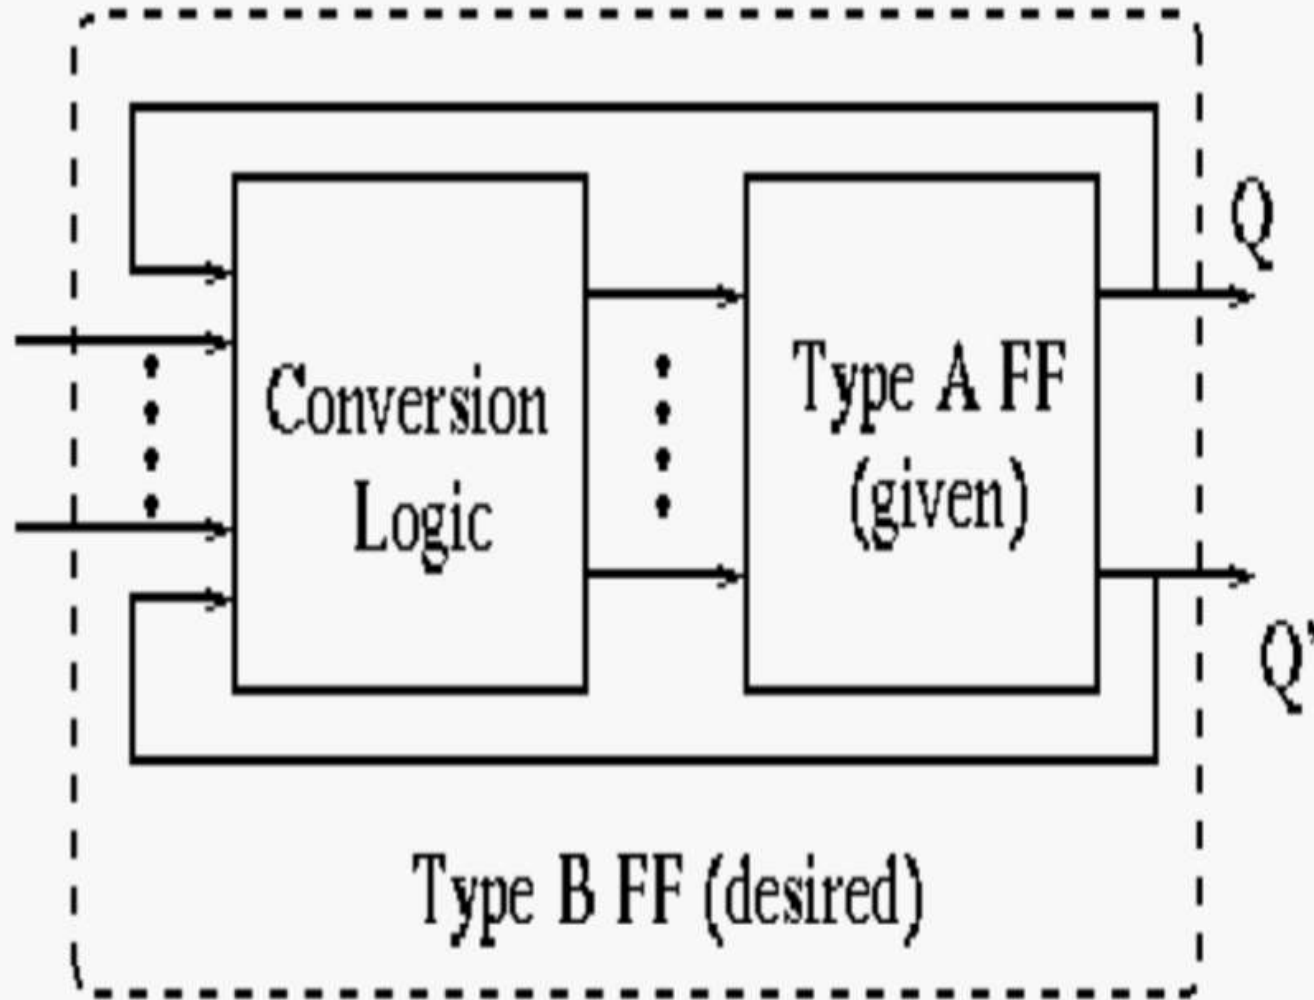 Q
Conversion
Logic
Type A FF
(given)
Q'
Type B FF (desired)